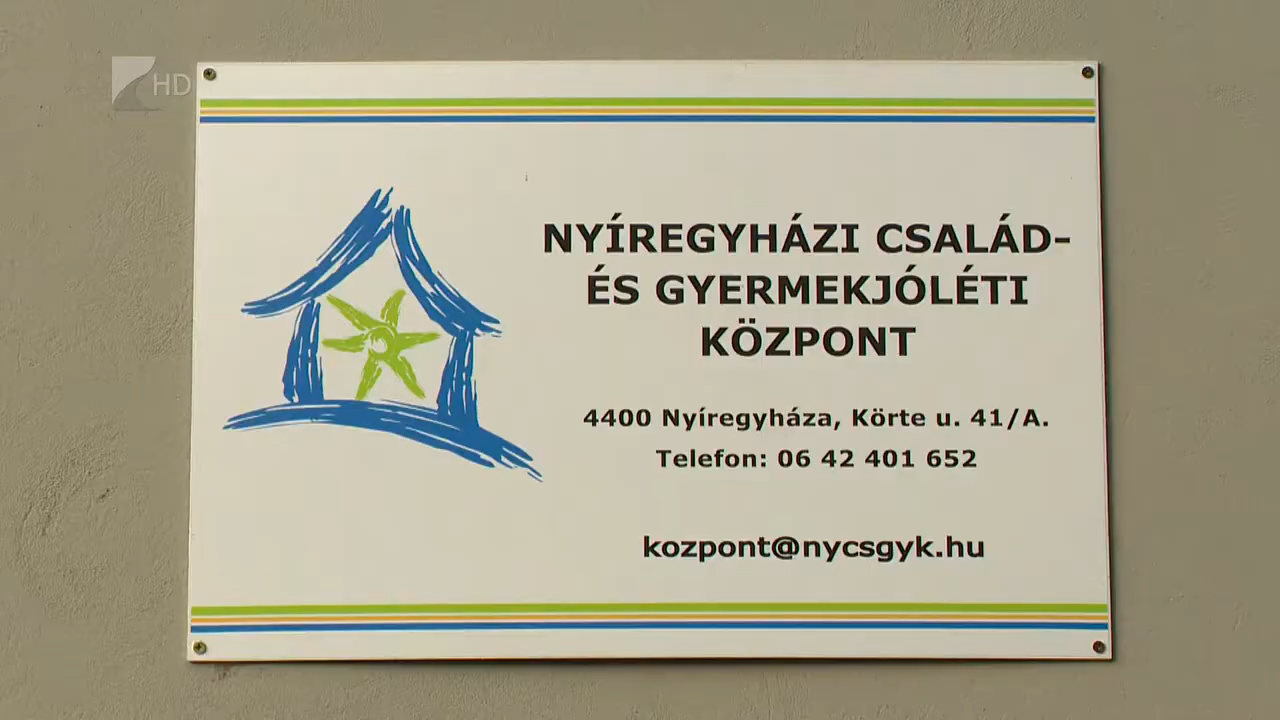 HD
NYÍREGYHÁZI CSALÁD-
ÉS GYERMEKJÓLÉTI
KÖZPONT
4400 Nyíregyháza, Körte u. 41/A.
Telefon: 06 42 401 652
kozpont@nycsgyk.hu